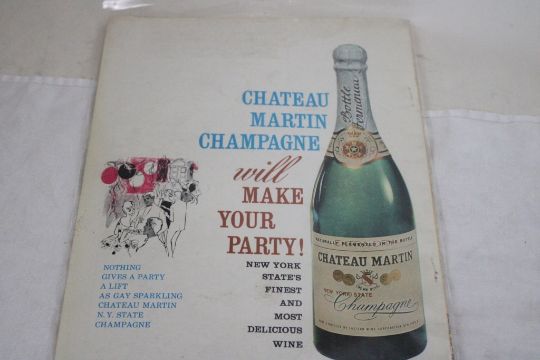 CHATEAU
MARTIN
CHAMPAGNE
will
MAKE
YOUR
PARTY!
NEW YORK
STATE'S
FINEST
AND
MOST
DELICIOUS
WINE
NOTHING
GIVES A PARTY
A LIFT
AS GAY SPARKLING
CHATEAU MARTIN
N.Y. STATE
CHAMPAGNE
Bottle
Fermented
NATURALLY FERMENTED IN THE BOTTLE
CHATEAU MARTIN
NEW YORK STATE
Champagne